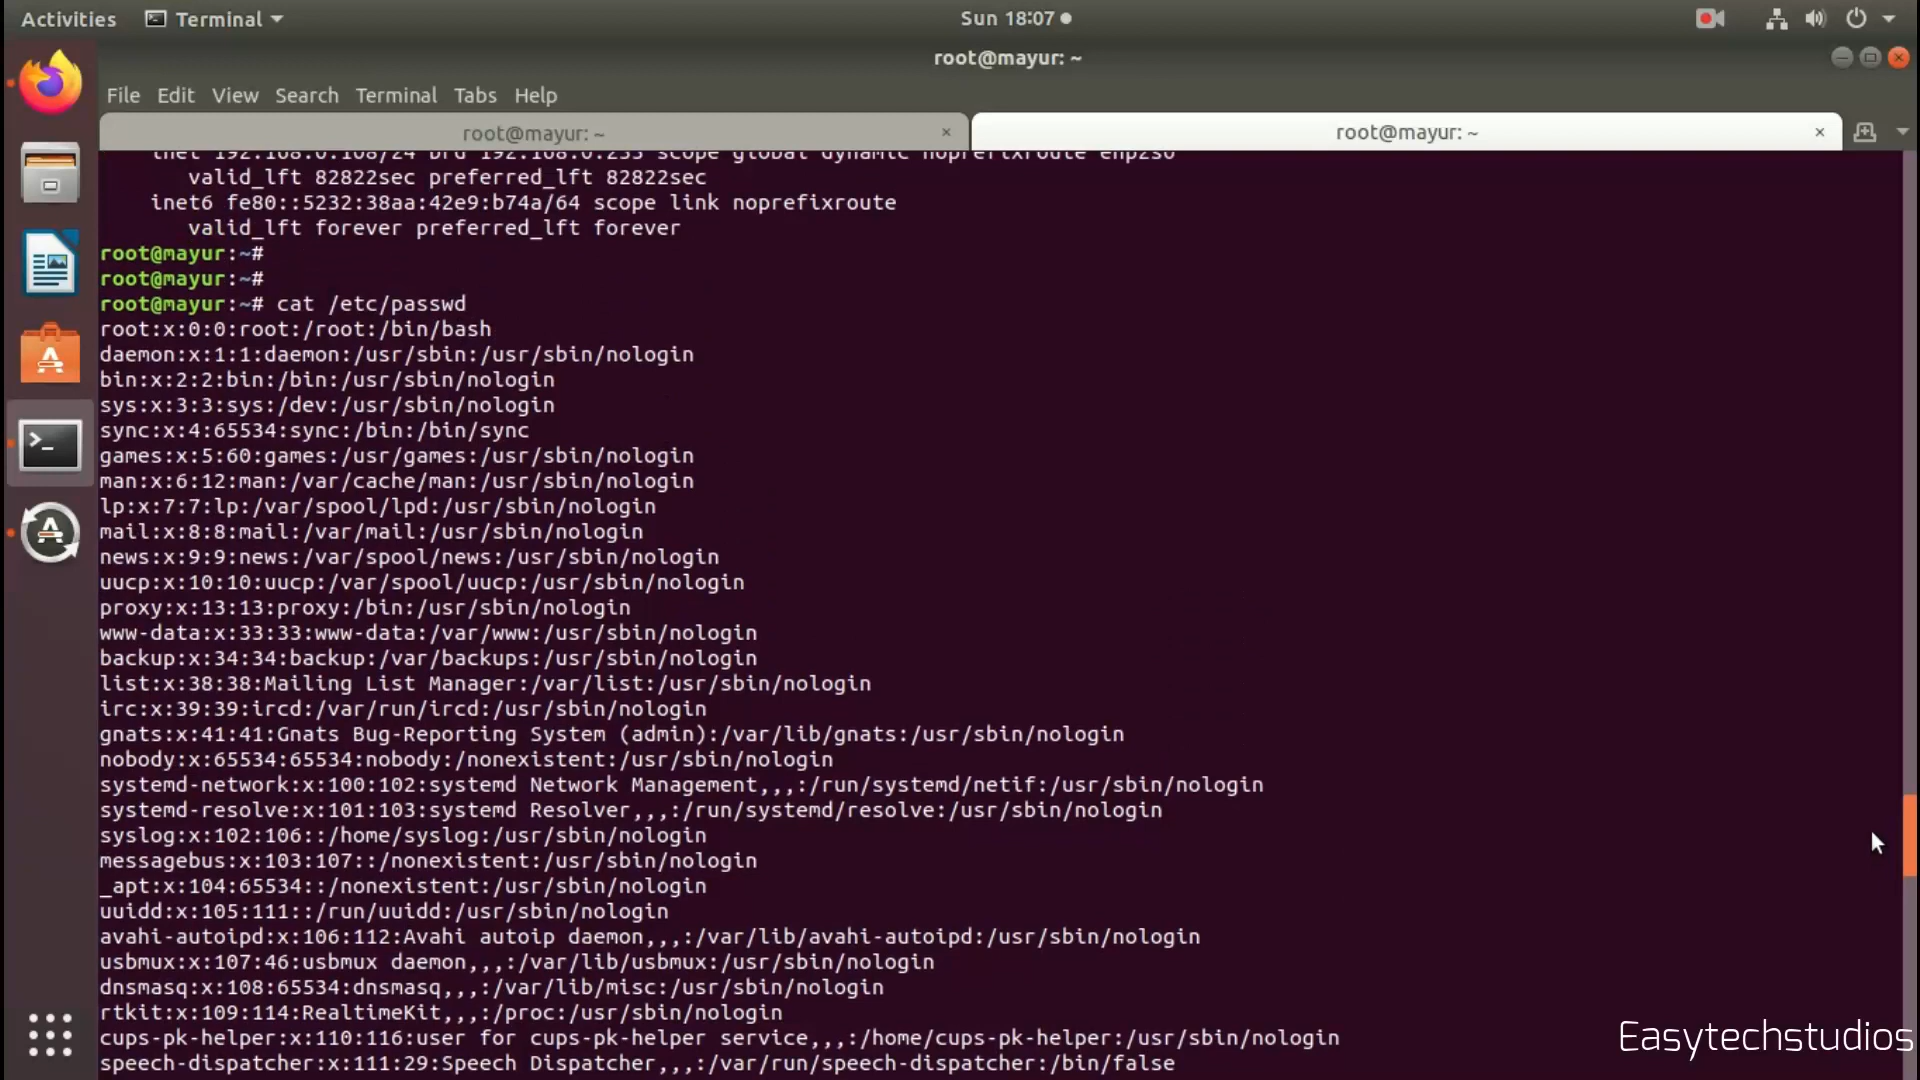 Activities Terminal Sun 18:07
root@mayur: ~
File Edit View Search Terminal Tabs Help
root@mayur: ~ × root@mayur: ~ ×
inet 192.168.0.108/24 brd 192.168.0.255 scope global dynamic noprefixroute enp2s0
valid_lft 82822sec preferred_lft 82822sec
inet6 fe80::5232:38aa:42e9:b74a/64 scope link noprefixroute
valid_lft forever preferred_lft forever
root@mayur:~#
root@mayur:~#
root@mayur:~# cat /etc/passwd
root:x:0:0:root:/root:/bin/bash
daemon:x:1:1:daemon:/usr/sbin:/usr/sbin/nologin
bin:x:2:2:bin:/bin:/usr/sbin/nologin
sys:x:3:3:sys:/dev:/usr/sbin/nologin
sync:x:4:65534:sync:/bin:/bin/sync
games:x:5:60:games:/usr/games:/usr/sbin/nologin
man:x:6:12:man:/var/cache/man:/usr/sbin/nologin
lp:x:7:7:lp:/var/spool/lpd:/usr/sbin/nologin
mail:x:8:8:mail:/var/mail:/usr/sbin/nologin
news:x:9:9:news:/var/spool/news:/usr/sbin/nologin
uucp:x:10:10:uucp:/var/spool/uucp:/usr/sbin/nologin
proxy:x:13:13:proxy:/bin:/usr/sbin/nologin
www-data:x:33:33:www-data:/var/www:/usr/sbin/nologin
backup:x:34:34:backup:/var/backups:/usr/sbin/nologin
list:x:38:38:Mailing List Manager:/var/list:/usr/sbin/nologin
irc:x:39:39:ircd:/var/run/ircd:/usr/sbin/nologin
gnats:x:41:41:Gnats Bug-Reporting System (admin):/var/lib/gnats:/usr/sbin/nologin
nobody:x:65534:65534:nobody:/nonexistent:/usr/sbin/nologin
systemd-network:x:100:102:systemd Network Management,,,:/run/systemd/netif:/usr/sbin/nologin
systemd-resolve:x:101:103:systemd Resolver,,,:/run/systemd/resolve:/usr/sbin/nologin
syslog:x:102:106::/home/syslog:/usr/sbin/nologin
messagebus:x:103:107::/nonexistent:/usr/sbin/nologin
_apt:x:104:65534::/nonexistent:/usr/sbin/nologin
uuidd:x:105:111::/run/uuidd:/usr/sbin/nologin
avahi-autoipd:x:106:112:Avahi autoip daemon,,,:/var/lib/avahi-autoipd:/usr/sbin/nologin
usbmux:x:107:46:usbmux daemon,,,:/var/lib/usbmux:/usr/sbin/nologin
dnsmasq:x:108:65534:dnsmasq,,,:/var/lib/misc:/usr/sbin/nologin
rtkit:x:109:114:RealtimeKit,,,:/proc:/usr/sbin/nologin
cups-pk-helper:x:110:116:user for cups-pk-helper service,,,:/home/cups-pk-helper:/usr/sbin/nologin
speech-dispatcher:x:111:29:Speech Dispatcher,,,:/var/run/speech-dispatcher:/bin/false
Easytechstudios